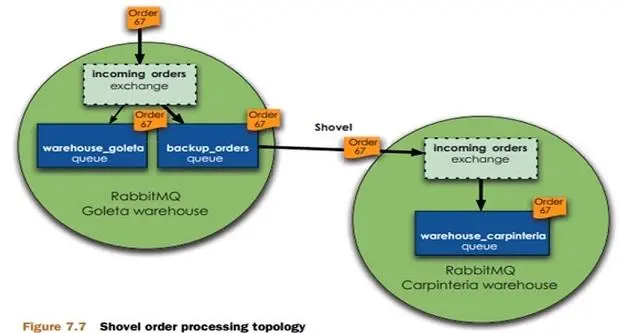 Order
67
incoming orders
exchange
Order
67
Order
67
warehouse_goleta
queue
backup_orders
queue
RabbitMQ
Goleta warehouse
Shovel
Order
67
incoming orders
exchange
Order
67
warehouse_carpinteria
queue
RabbitMQ
Carpinteria warehouse
Figure 7.7 Shovel order processing topology